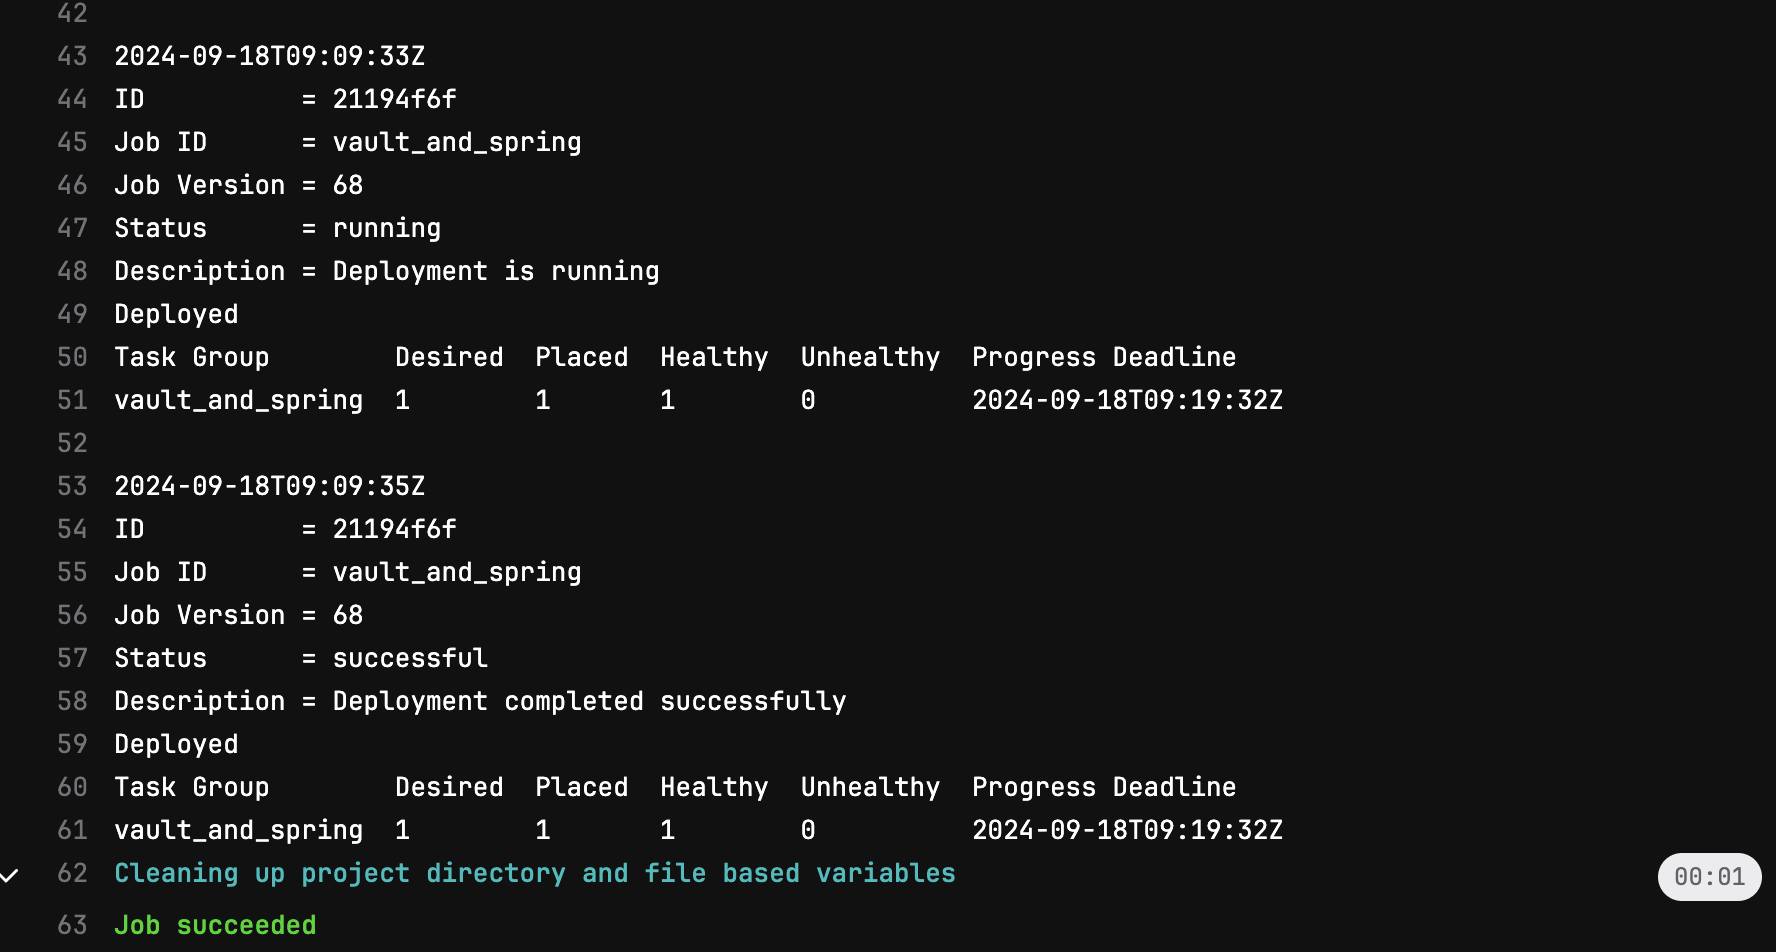 42
43 2024-09-18T09:09:33Z
44 ID          = 21194f6f
45 Job ID      = vault_and_spring
46 Job Version = 68
47 Status      = running
48 Description = Deployment is running
49 Deployed
50 Task Group        Desired  Placed  Healthy  Unhealthy  Progress Deadline
51 vault_and_spring  1        1       1        0          2024-09-18T09:19:32Z
52
53 2024-09-18T09:09:35Z
54 ID          = 21194f6f
55 Job ID      = vault_and_spring
56 Job Version = 68
57 Status      = successful
58 Description = Deployment completed successfully
59 Deployed
60 Task Group        Desired  Placed  Healthy  Unhealthy  Progress Deadline
61 vault_and_spring  1        1       1        0          2024-09-18T09:19:32Z
62 Cleaning up project directory and file based variables 00:01
63 Job succeeded